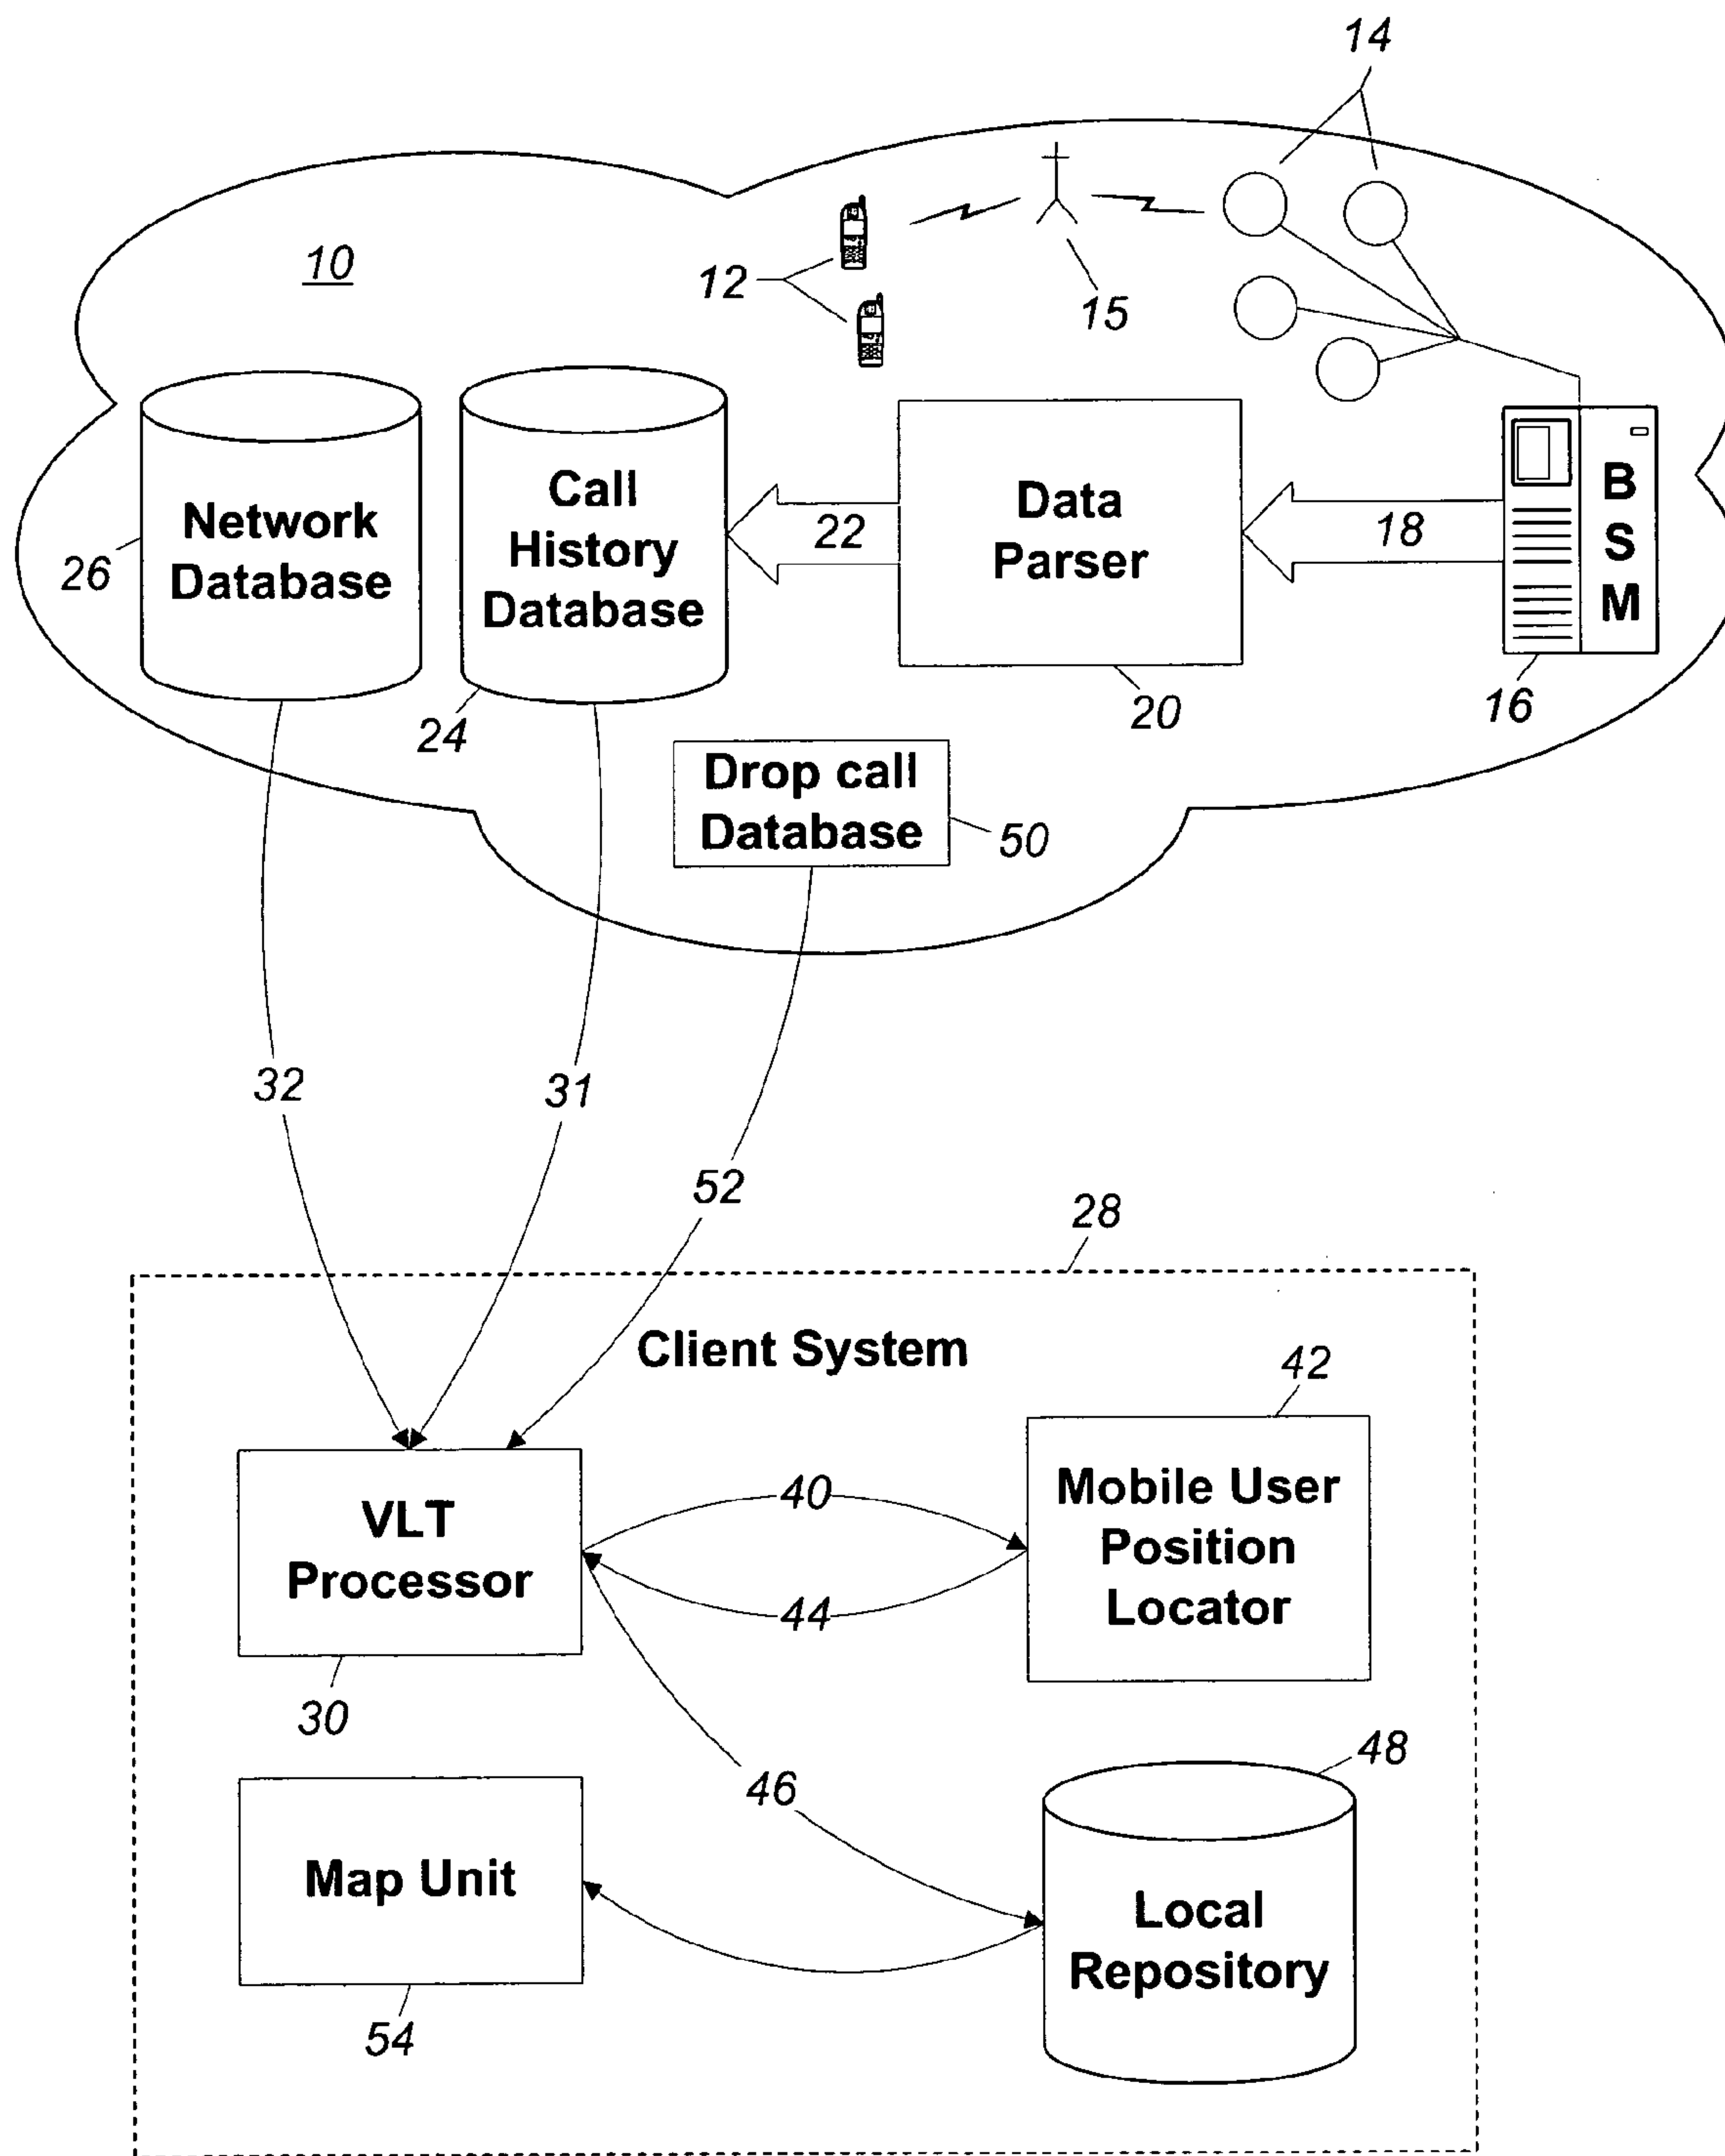 14
10
12
15
Network
Database
26
Call
History
Database
24
22
Data
Parser
20
18
B
S
M
16
Drop call
Database
50
32
31
52
28
Client System
42
VLT
Processor
30
40
44
Mobile User
Position
Locator
46
48
Map Unit
54
Local
Repository